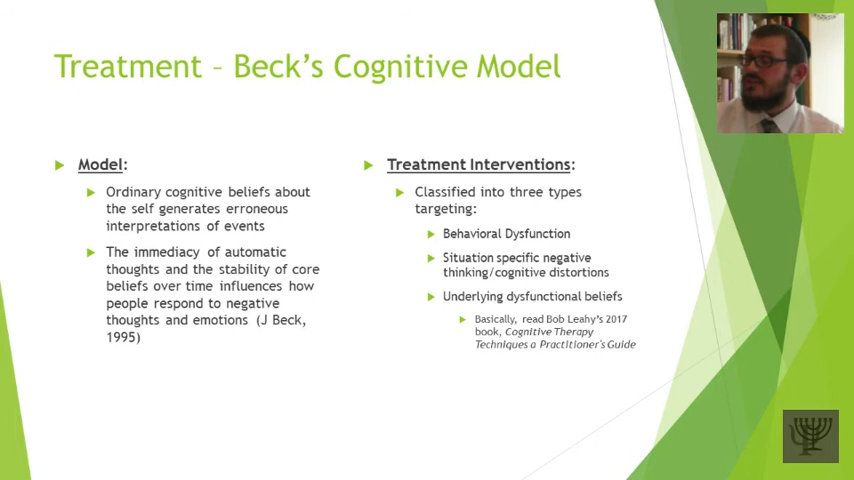 Treatment – Beck's Cognitive Model
Model:
Ordinary cognitive beliefs about
the self generates erroneous
interpretations of events
The immediacy of automatic
thoughts and the stability of core
beliefs over time influences how
people respond to negative
thoughts and emotions (J Beck,
1995)
Treatment Interventions:
Classified into three types
targeting:
Behavioral Dysfunction
Situation specific negative
thinking/cognitive distortions
Underlying dysfunctional beliefs
Basically, read Bob Leahy's 2017
book, Cognitive Therapy
Techniques a Practitioner's Guide